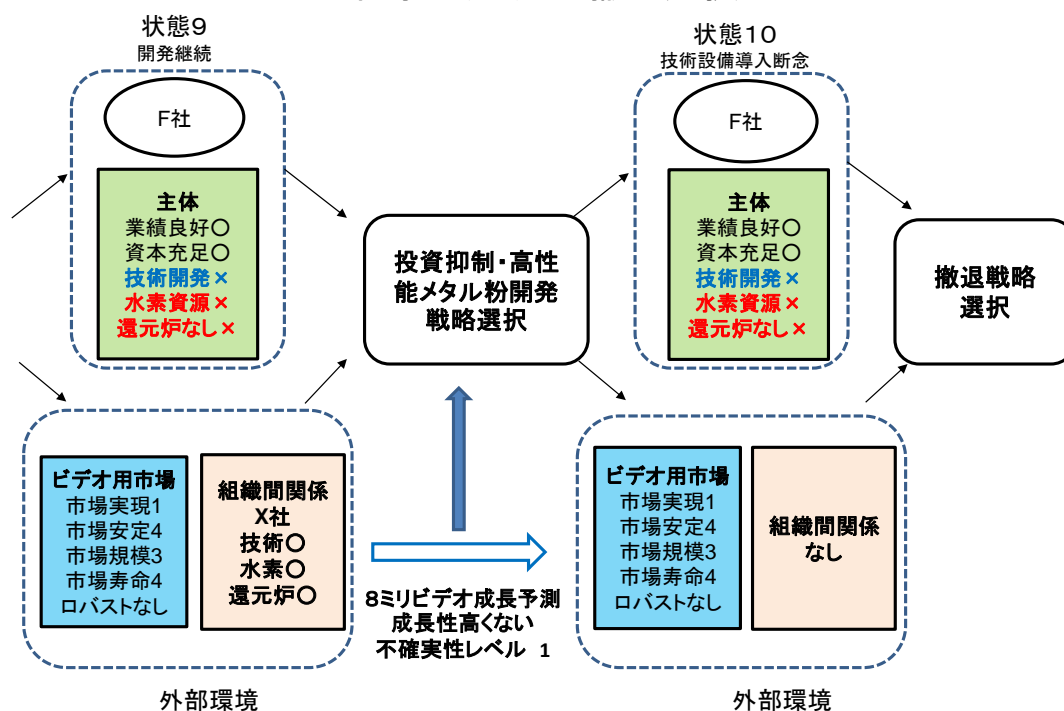 状態9
開発継続
F社
主体
業績良好〇
資本充足〇
技術開発×
水素資源×
還元炉なし×
ビデオ用市場
市場実現1
市場安定4
市場規模3
市場寿命4
ロバストなし
組織間関係
X社
技術〇
水素〇
還元炉〇
外部環境
投資抑制・高性
能メタル粉開発
戦略選択
8ミリビデオ成長予測
成長性高くない
不確実性レベル 1
状態10
技術設備導入断念
F社
主体
業績良好〇
資本充足〇
技術開発×
水素資源×
還元炉なし×
ビデオ用市場
市場実現1
市場安定4
市場規模3
市場寿命4
ロバストなし
組織間関係
なし
外部環境
撤退戦略
選択